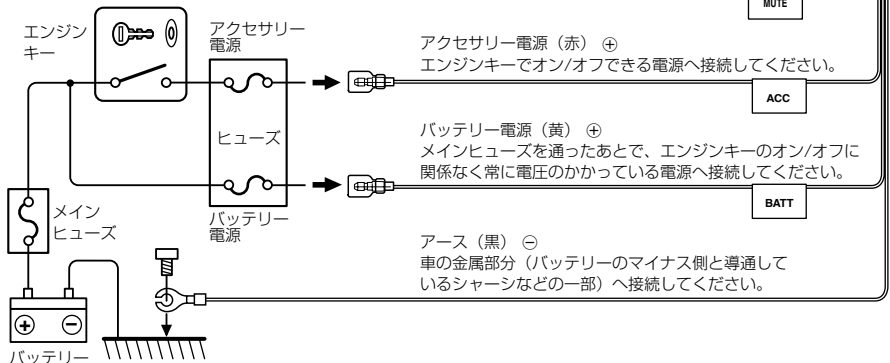 MUTE
エンジン
キー
アクセサリー
電源
アクセサリー電源（赤） ⊕
エンジンキーでオン/オフできる電源へ接続してください。
ACC
ヒューズ
バッテリー電源（黄） ⊕
メインヒューズを通ったあとで、エンジンキーのオン/オフに
関係なく常に電圧のかかっている電源へ接続してください。
BATT
メイン
ヒューズ
バッテリー
電源
アース（黒） ⊖
車の金属部分（バッテリーのマイナス側と導通して
いるシャーシなどの一部）へ接続してください。
⊕ ⊖
バッテリー